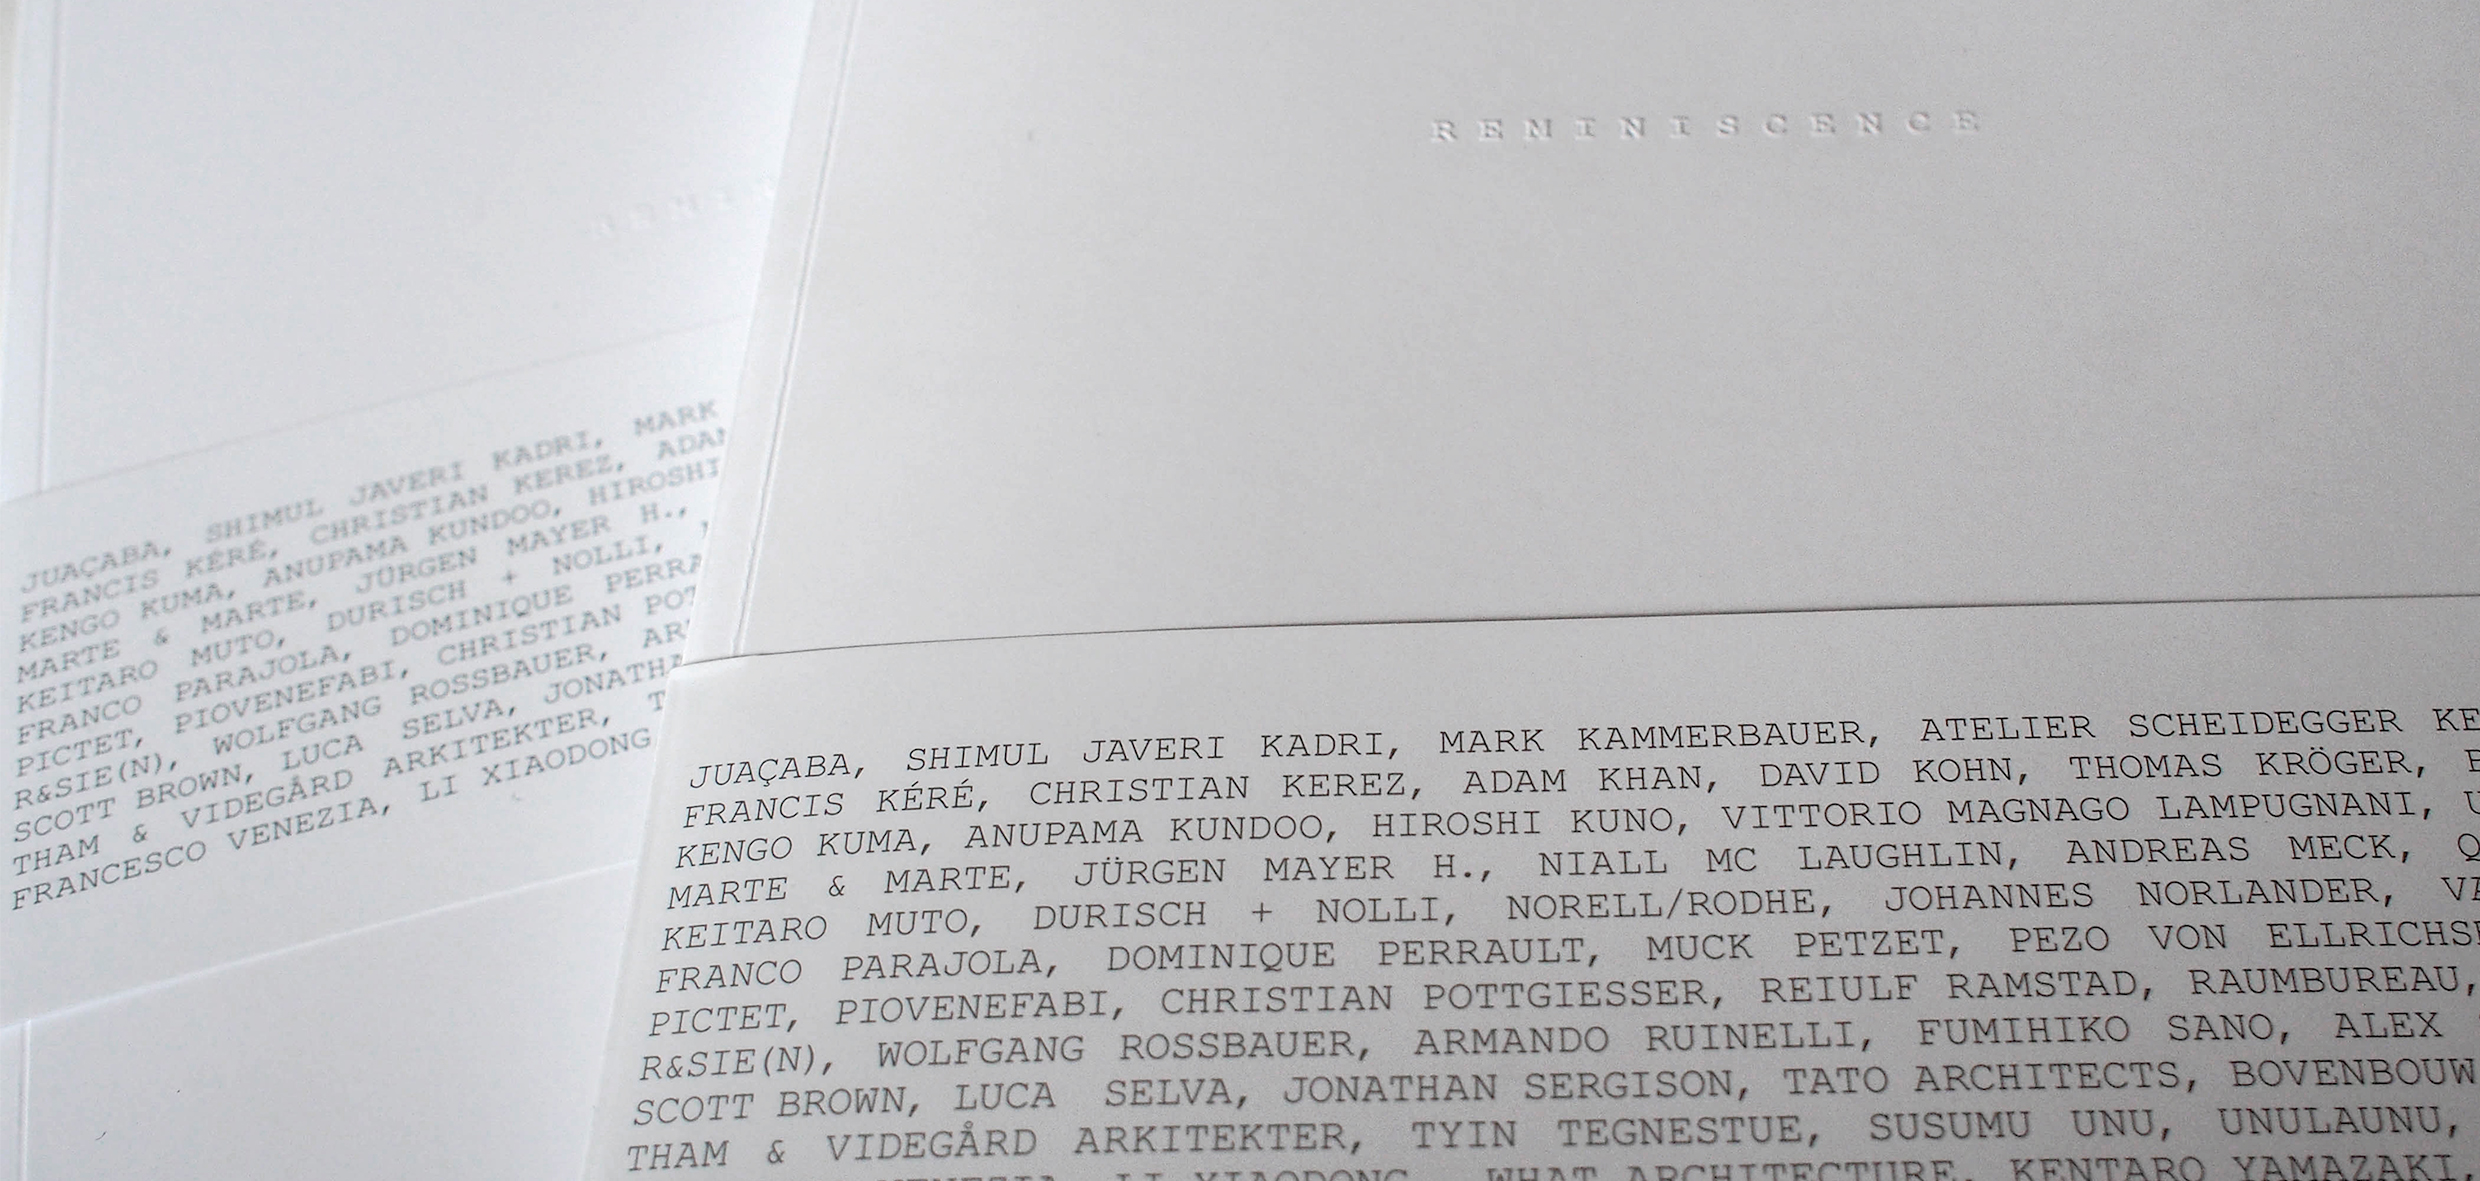 REMINISCENCE
JUAÇABA, SHIMUL JAVERI KADRI, MARK
FRANCIS KÉRÉ, CHRISTIAN KEREZ,
KENGO KUMA, ANUPAMA KUNDOO, HIROSHI
MARTE & MARTE, JÜRGEN MAYER H.,
KEITARO MUTO, DURISCH + NOLLI,
FRANCO PARAJOLA, DOMINIQUE
PICTET, PIOVENEFABI, CHRISTIAN
R&SIE(N), WOLFGANG ROSSBAUER,
SCOTT BROWN, LUCA SELVA,
THAM & VIDEGÅRD ARKITEKTER,
FRANCESCO VENEZIA, LI XIAODONG
JUAÇABA, SHIMUL JAVERI KADRI, MARK KAMMERBAUER, ATELIER SCHEIDEGGER
FRANCIS KÉRÉ, CHRISTIAN KEREZ, ADAM KHAN, DAVID KOHN, THOMAS KRÖGER,
KENGO KUMA, ANUPAMA KUNDOO, HIROSHI KUNO, VITTORIO MAGNAGO LAMPUGNANI,
MARTE & MARTE, JÜRGEN MAYER H., NIALL MC LAUGHLIN, ANDREAS MECK,
KEITARO MUTO, DURISCH + NOLLI, NORELL/RODHE, JOHANNES NORLANDER,
FRANCO PARAJOLA, DOMINIQUE PERRAULT, MUCK PETZET, PEZO VON
PICTET, PIOVENEFABI, CHRISTIAN POTTGIESSER, REIULF RAMSTAD, RAUMBUREAU,
R&SIE(N), WOLFGANG ROSSBAUER, ARMANDO RUINELLI, FUMIHIKO SANO, ALEX
SCOTT BROWN, LUCA SELVA, JONATHAN SERGISON, TATO ARCHITECTS, BOVENBOUW
THAM & VIDEGÅRD ARKITEKTER, TYIN TEGNESTUE, SUSUMU UNU, UNULAUNU,
LI XIAODONG, WHAT ARCHITECTURE, KENTARO YAMAZAKI,